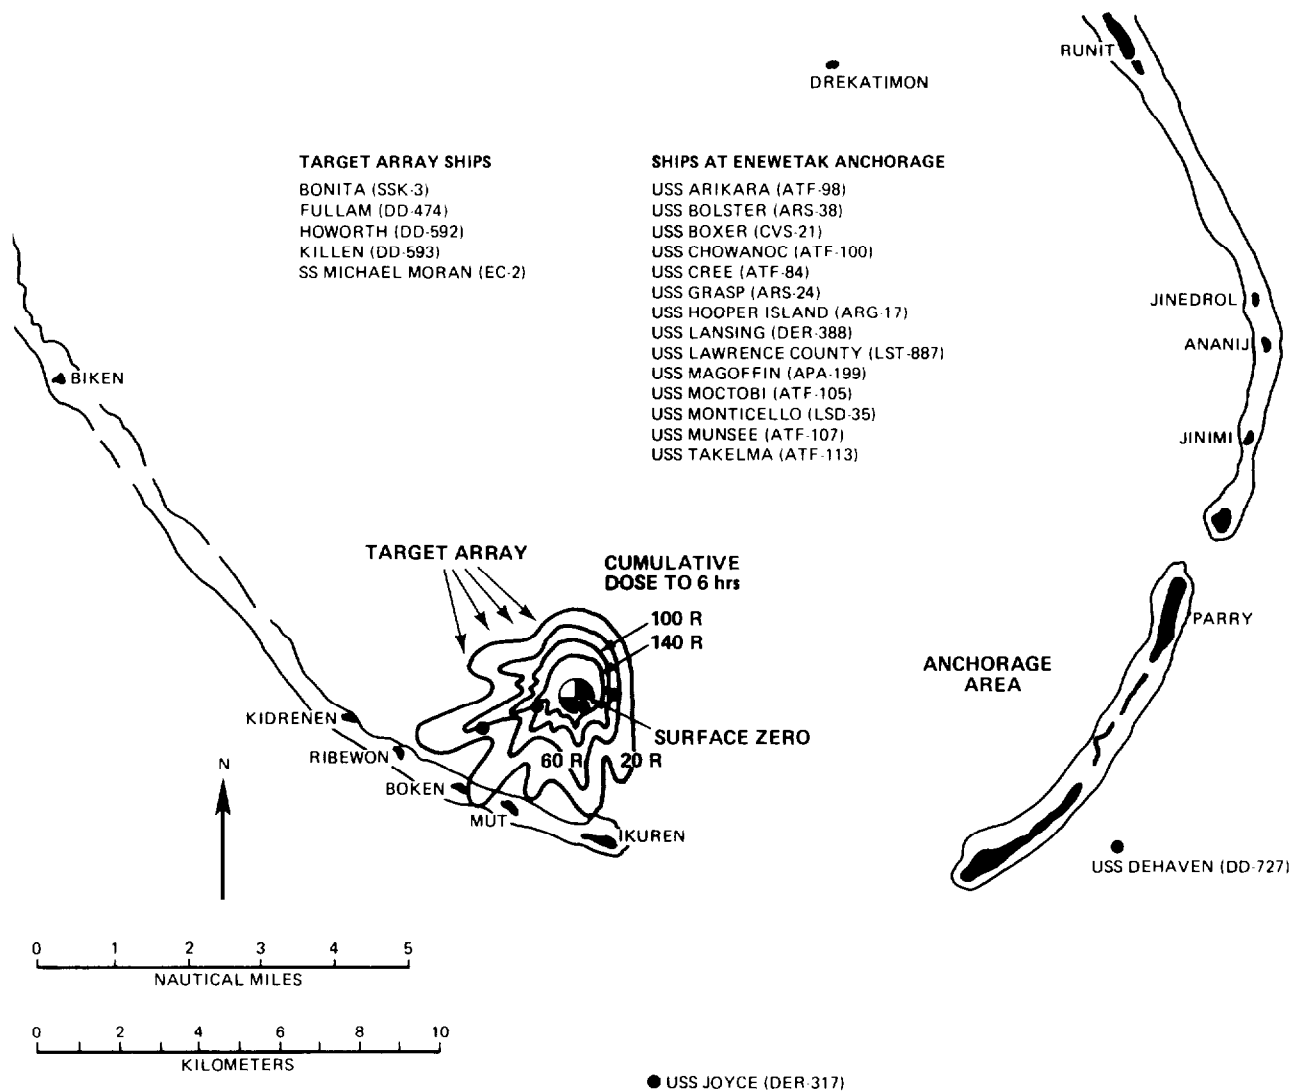 RUNIT
DREKATIMON
TARGET ARRAY SHIPS
BONITA (SSK-3)
FULLAM (DD-474)
HOWORTH (DD-592)
KILLEN (DD-593)
SS MICHAEL MORAN (EC-2)
SHIPS AT ENEWETAK ANCHORAGE
USS ARIKARA (ATF-98)
USS BOLSTER (ARS-38)
USS BOXER (CVS-21)
USS CHOWANOC (ATF-100)
USS CREE (ATF-84)
USS GRASP (ARS-24)
USS HOOPER ISLAND (ARG-17)
USS LANSING (DER-388)
USS LAWRENCE COUNTY (LST-887)
USS MAGOFFIN (APA-199)
USS MOCTOBI (ATF-105)
USS MONTICELLO (LSD-35)
USS MUNSEE (ATF-107)
USS TAKELMA (ATF-113)
JINEDROL
ANANIJ
BIKEN
JINIMI
TARGET ARRAY
CUMULATIVE
DOSE TO 6 hrs
100 R
140 R
PARRY
ANCHORAGE
AREA
KIDRENEN
SURFACE ZERO
RIBEWON
60 R
20 R
N
BOKEN
MUT
IKUREN
USS DEHAVEN (DD-727)
0 1 2 3 4 5
NAUTICAL MILES
0 2 4 6 8 10
KILOMETERS
USS JOYCE (DER-317)